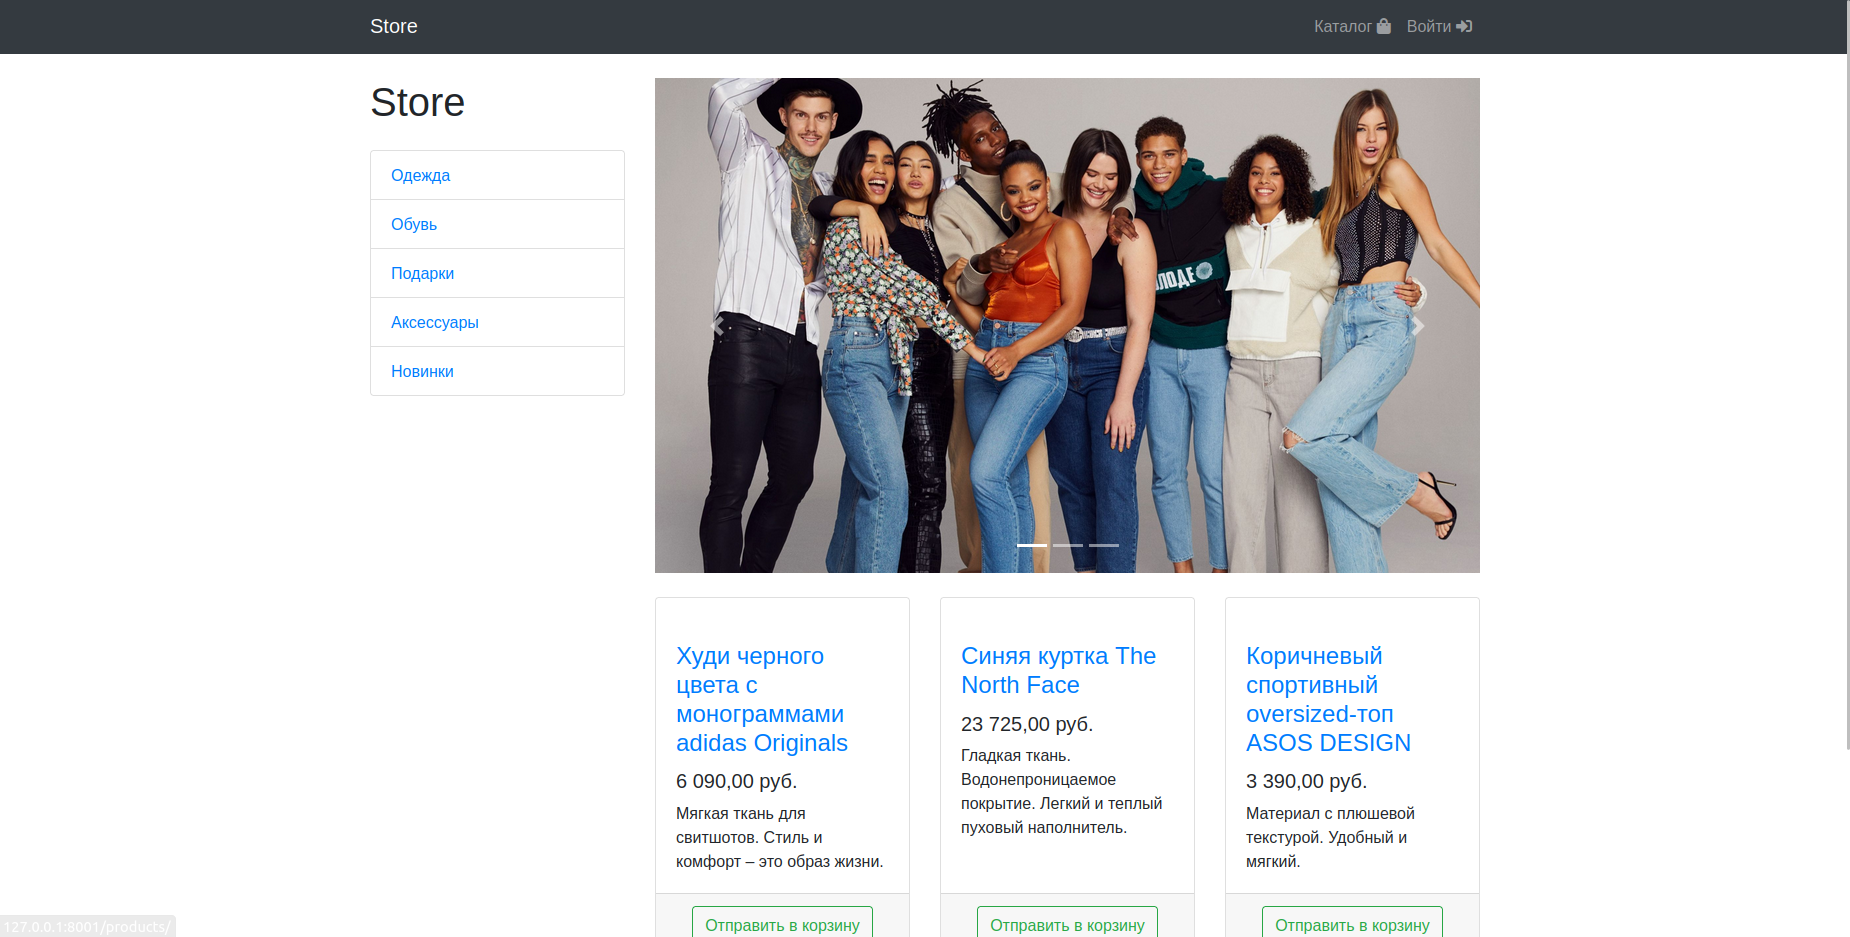 Store
Каталог
Войти
Store
Одежда
Обувь
Подарки
Аксессуары
Новинки
ЛОДЕ
Худи черного
цвета с
монограммами
adidas Originals
6 090,00 руб.
Мягкая ткань для
свитшотов. Стиль и
комфорт – это образ жизни.
Отправить в корзину
Синяя куртка The
North Face
23 725,00 руб.
Гладкая ткань.
Водонепроницаемое
покрытие. Легкий и теплый
пуховый наполнитель.
Отправить в корзину
Коричневый
спортивный
oversized-топ
ASOS DESIGN
3 390,00 руб.
Материал с плюшевой
текстурой. Удобный и
мягкий.
Отправить в корзину
127.0.0.1:8001/products/